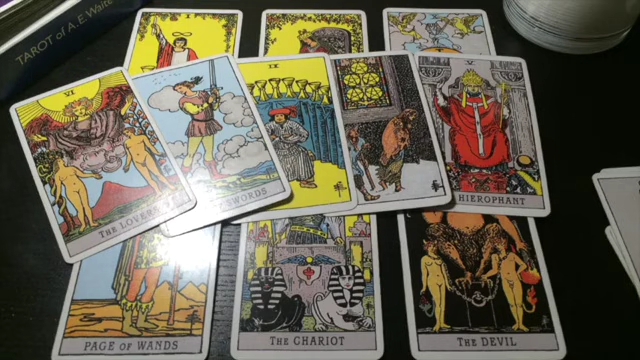 TAROT of A.E.Waite
I
VI
IX
V
THE LOVERS
SWORDS
HIEROPHANT
PAGE OF WANDS
THE CHARIOT
THE DEVIL